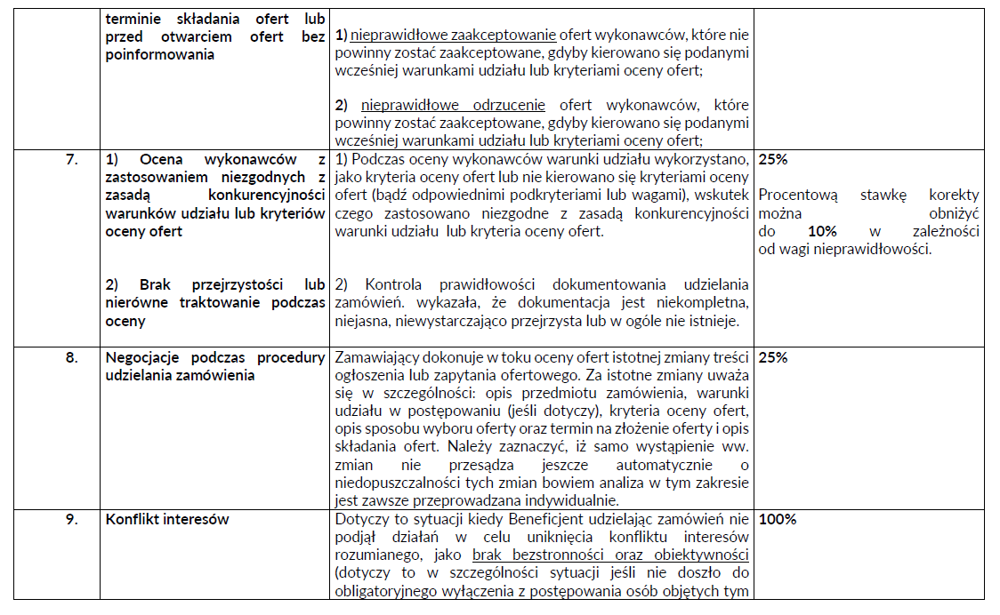 terminie składania ofert lub
przed otwarciem ofert bez
poinformowania
1) nieprawidłowe zaakceptowanie ofert wykonawców, które nie
powinny zostać zaakceptowane, gdyby kierowano się podanymi
wcześniej warunkami udziału lub kryteriami oceny ofert;
2) nieprawidłowe odrzucenie ofert wykonawców, które
powinny zostać zaakceptowane, gdyby kierowano się podanymi
wcześniej warunkami udziału lub kryteriami oceny ofert;
7.
1) Ocena wykonawców z
zastosowaniem niezgodnych z
zasadą konkurencyjności
warunków udziału lub kryteriów
oceny ofert
2) Brak przejrzystości lub
nierówne traktowanie podczas
oceny
1) Podczas oceny wykonawców warunki udziału wykorzystano,
jako kryteria oceny ofert lub nie kierowano się kryteriami oceny
ofert (bądź odpowiednimi podkryteriami lub wagami), wskutek
czego zastosowano niezgodne z zasadą konkurencyjności
warunki udziału lub kryteria oceny ofert.
2) Kontrola prawidłowości dokumentowania udzielania
zamówień. wykazała, że dokumentacja jest niekompletna,
niejasna, niewystarczająco przejrzysta lub w ogóle nie istnieje.
25%
Procentową stawkę korekty
można obniżyć
do 10% w zależności
od wagi nieprawidłowości.
8.
Negocjacje podczas procedury
udzielania zamówienia
Zamawiający dokonuje w toku oceny ofert istotnej zmiany treści
ogłoszenia lub zapytania ofertowego. Za istotne zmiany uważa
się w szczególności: opis przedmiotu zamówienia, warunki
udziału w postępowaniu (jeśli dotyczy), kryteria oceny ofert,
opis sposobu wyboru oferty oraz termin na złożenie oferty i opis
składania ofert. Należy zaznaczyć, iż samo wystąpienie ww.
zmian nie przesądza jeszcze automatycznie o
niedopuszczalności tych zmian bowiem analiza w tym zakresie
jest zawsze przeprowadzana indywidualnie.
25%
9.
Konflikt interesów
Dotyczy to sytuacji kiedy Beneficjent udzielając zamówień nie
podjął działań w celu uniknięcia konfliktu interesów
rozumianego, jako brak bezstronności oraz obiektywności
(dotyczy to w szczególności sytuacji jeśli nie doszło do
obligatoryjnego wyłączenia z postępowania osób objętych tym
100%